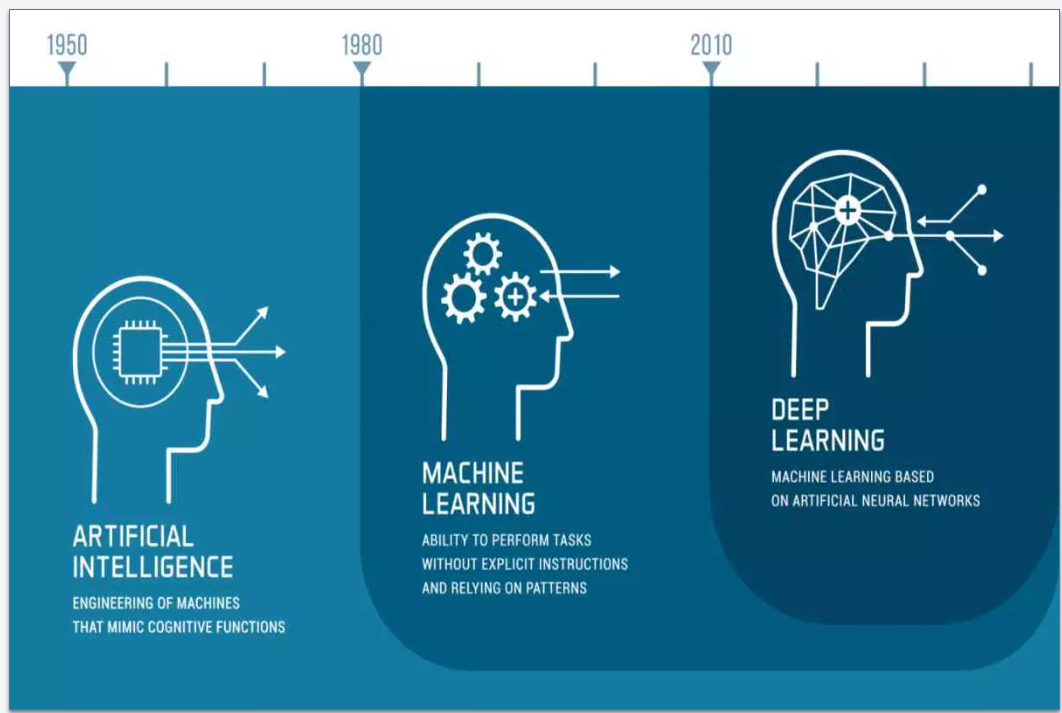 1950
1980
2010
ARTIFICIAL
INTELLIGENCE
ENGINEERING OF MACHINES
THAT MIMIC COGNITIVE FUNCTIONS
MACHINE
LEARNING
ABILITY TO PERFORM TASKS
WITHOUT EXPLICIT INSTRUCTIONS
AND RELYING ON PATTERNS
DEEP
LEARNING
MACHINE LEARNING BASED
ON ARTIFICIAL NEURAL NETWORKS